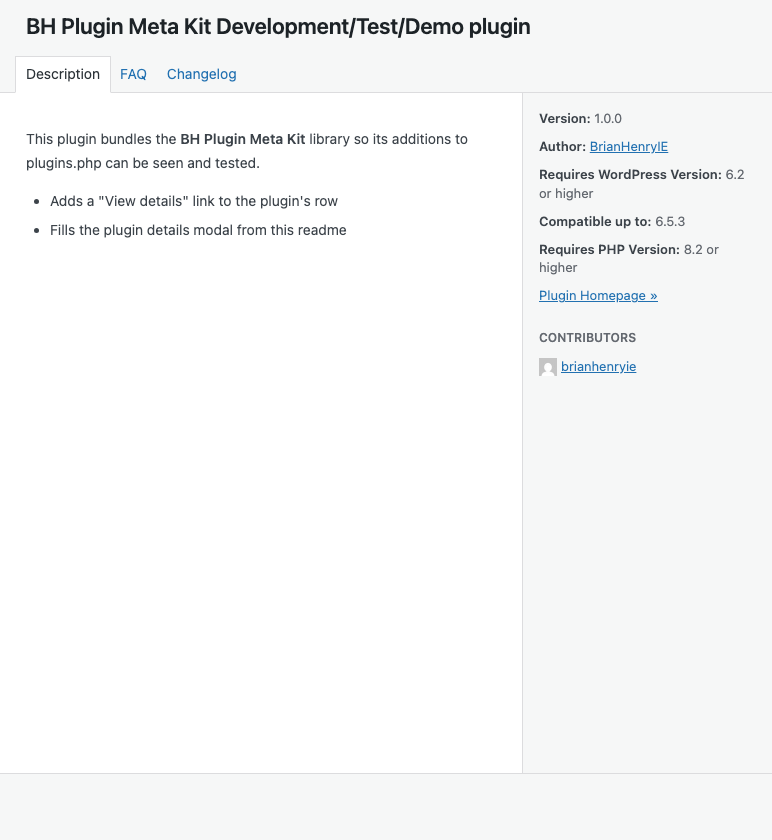 BH Plugin Meta Kit Development/Test/Demo plugin
Description FAQ Changelog
This plugin bundles the BH Plugin Meta Kit library so its additions to
plugins.php can be seen and tested.
• Adds a "View details" link to the plugin's row
• Fills the plugin details modal from this readme
Version: 1.0.0
Author: BrianHenryIE
Requires WordPress Version: 6.2
or higher
Compatible up to: 6.5.3
Requires PHP Version: 8.2 or
higher
Plugin Homepage »
CONTRIBUTORS
brianhenryie